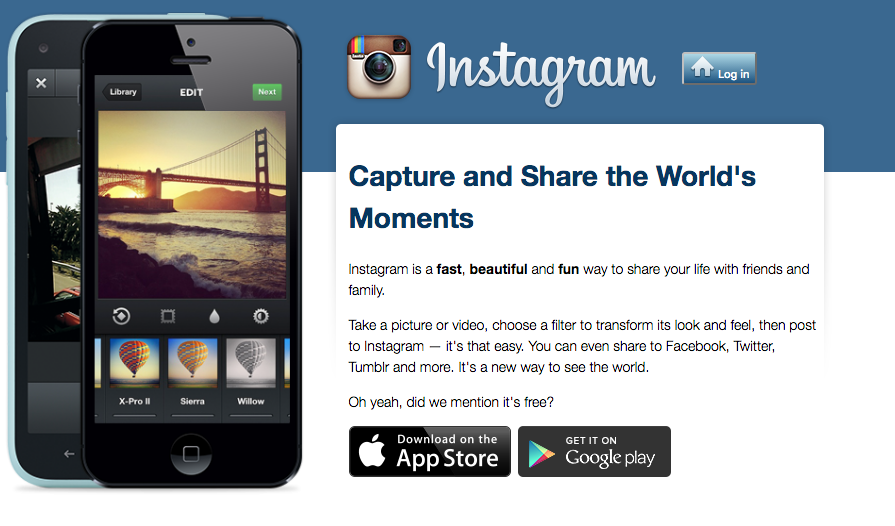 Library
EDIT
Next
X-Pro II
Sierra
Willow
Instagram
Log in
Capture and Share the World's
Moments
Instagram is a fast, beautiful and fun way to share your life with friends and
family.
Take a picture or video, choose a filter to transform its look and feel, then post
to Instagram — it's that easy. You can even share to Facebook, Twitter,
Tumblr and more. It's a new way to see the world.
Oh yeah, did we mention it's free?
Download on the
App Store
GET IT ON
Google play